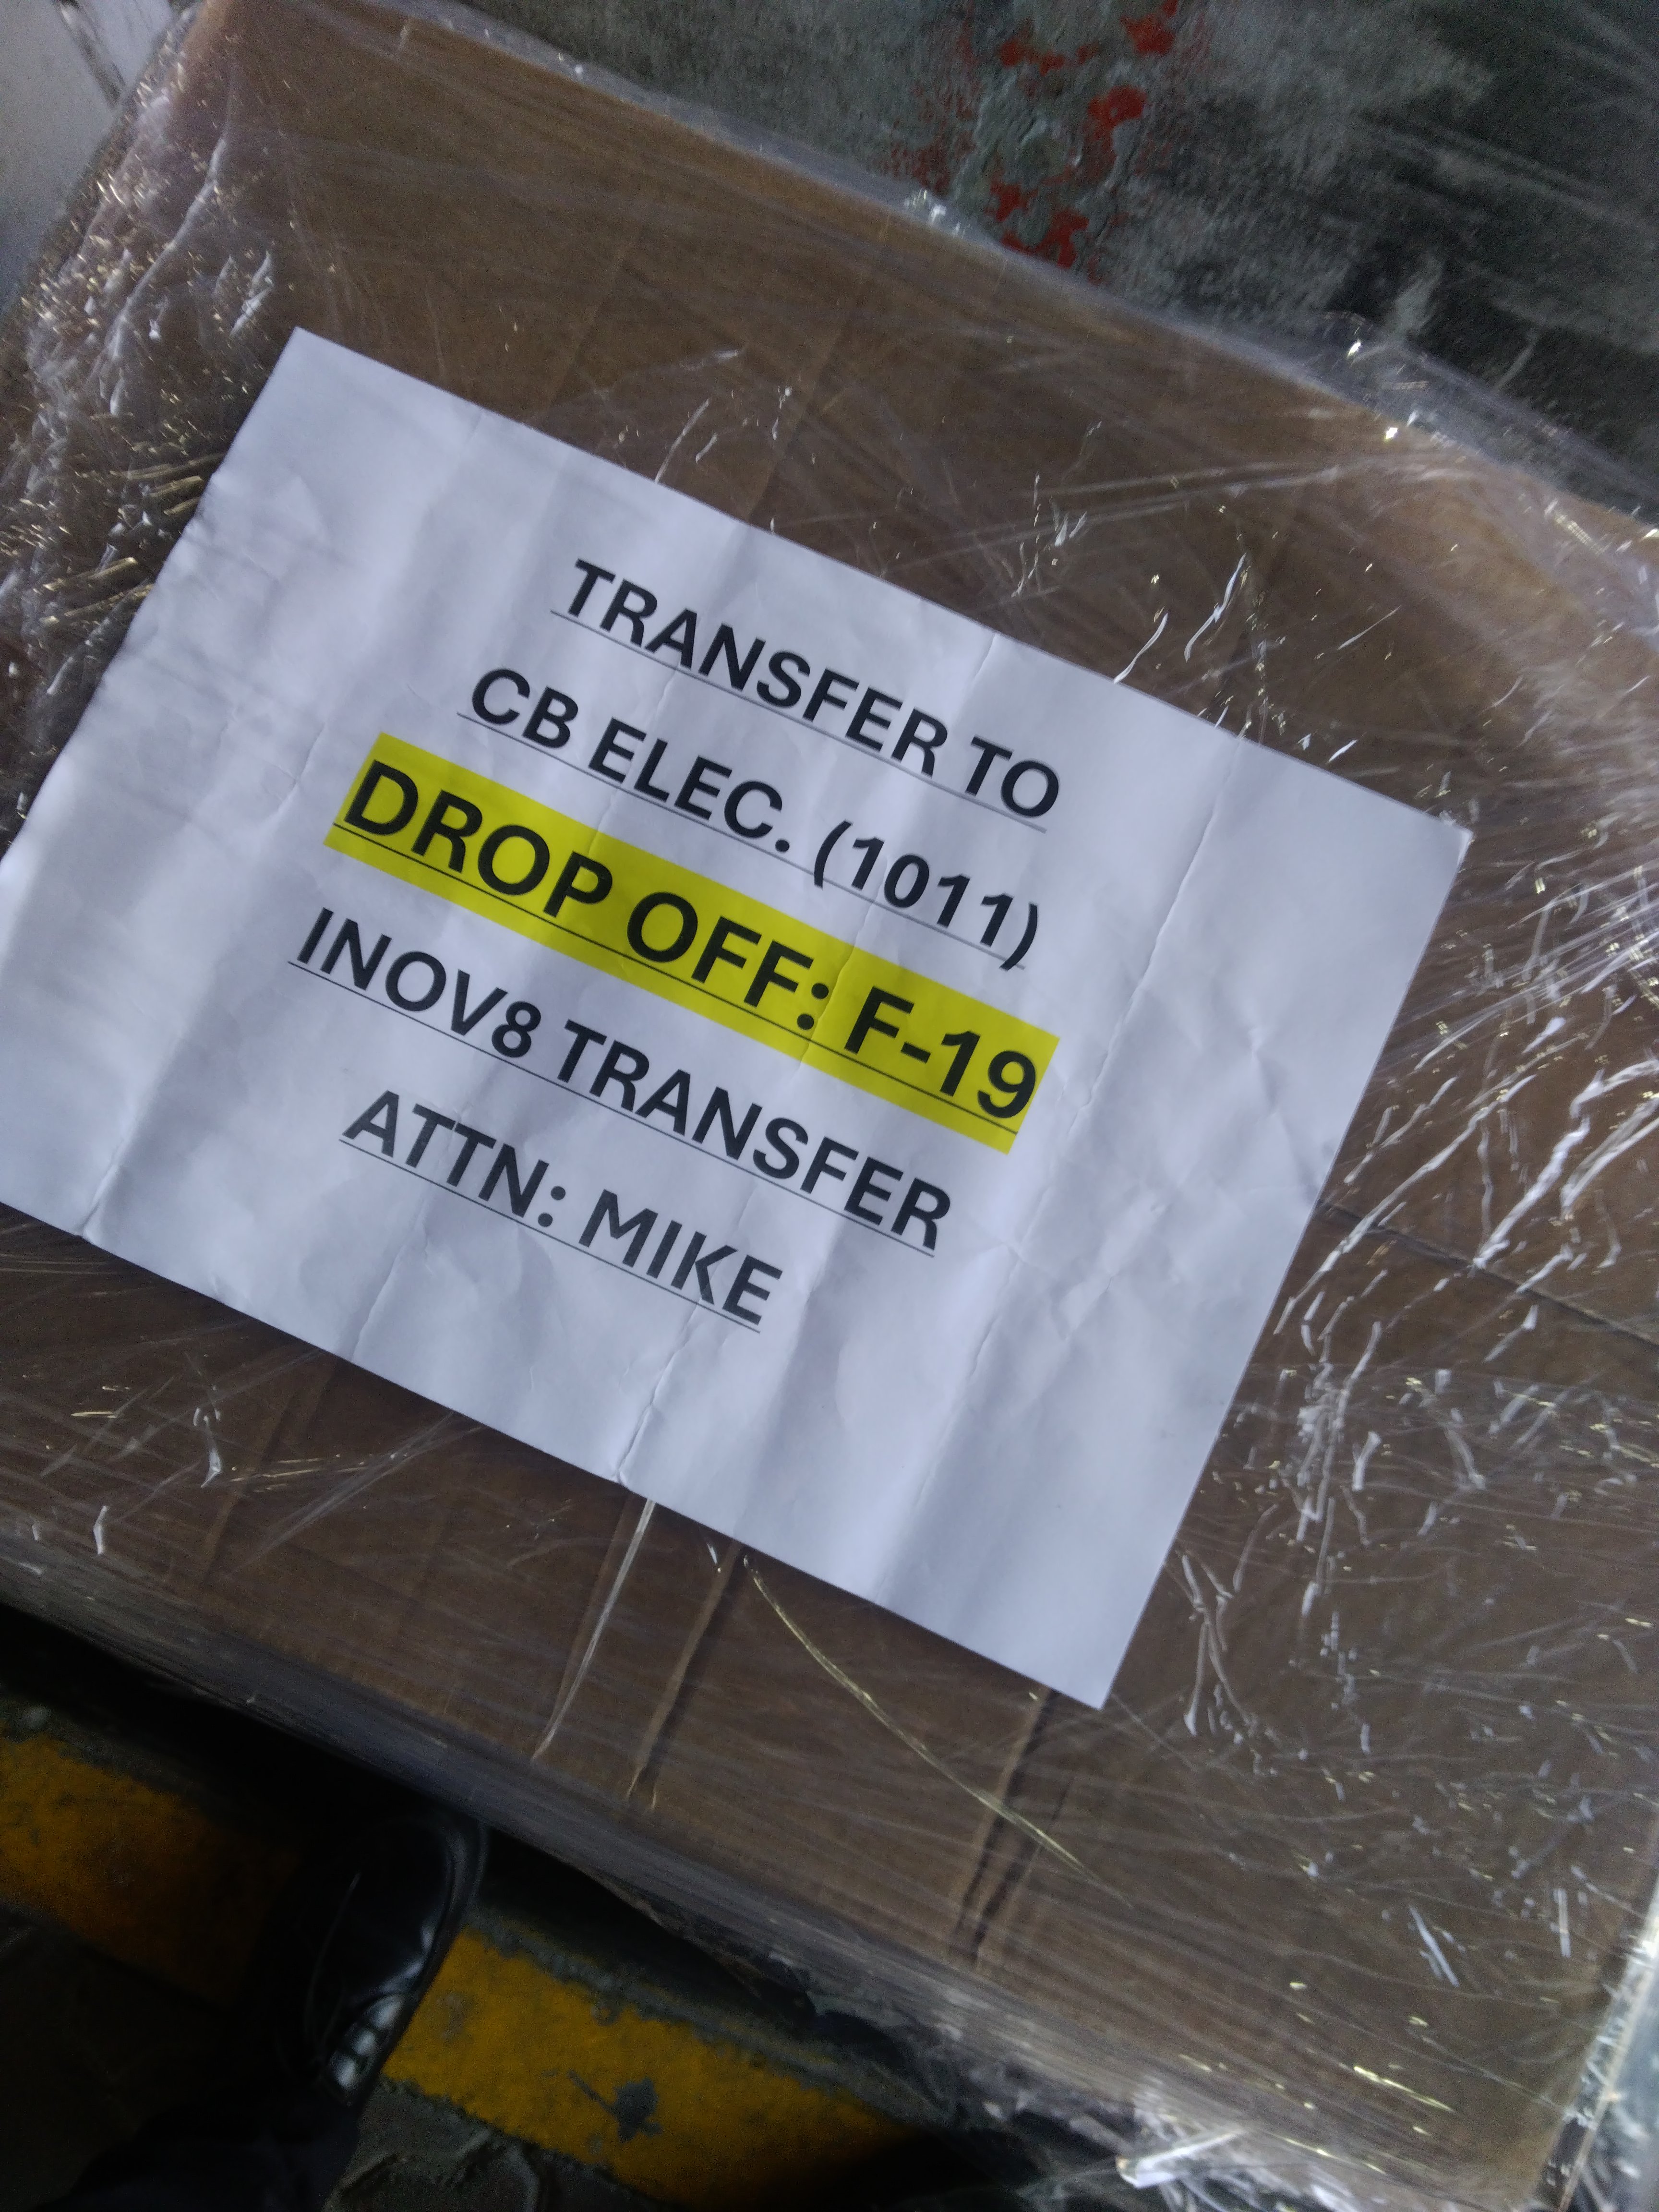 TRANSFER TO
CB ELEC. (1011)
DROP OFF: F-19
INOV8 TRANSFER
ATTN: MIKE